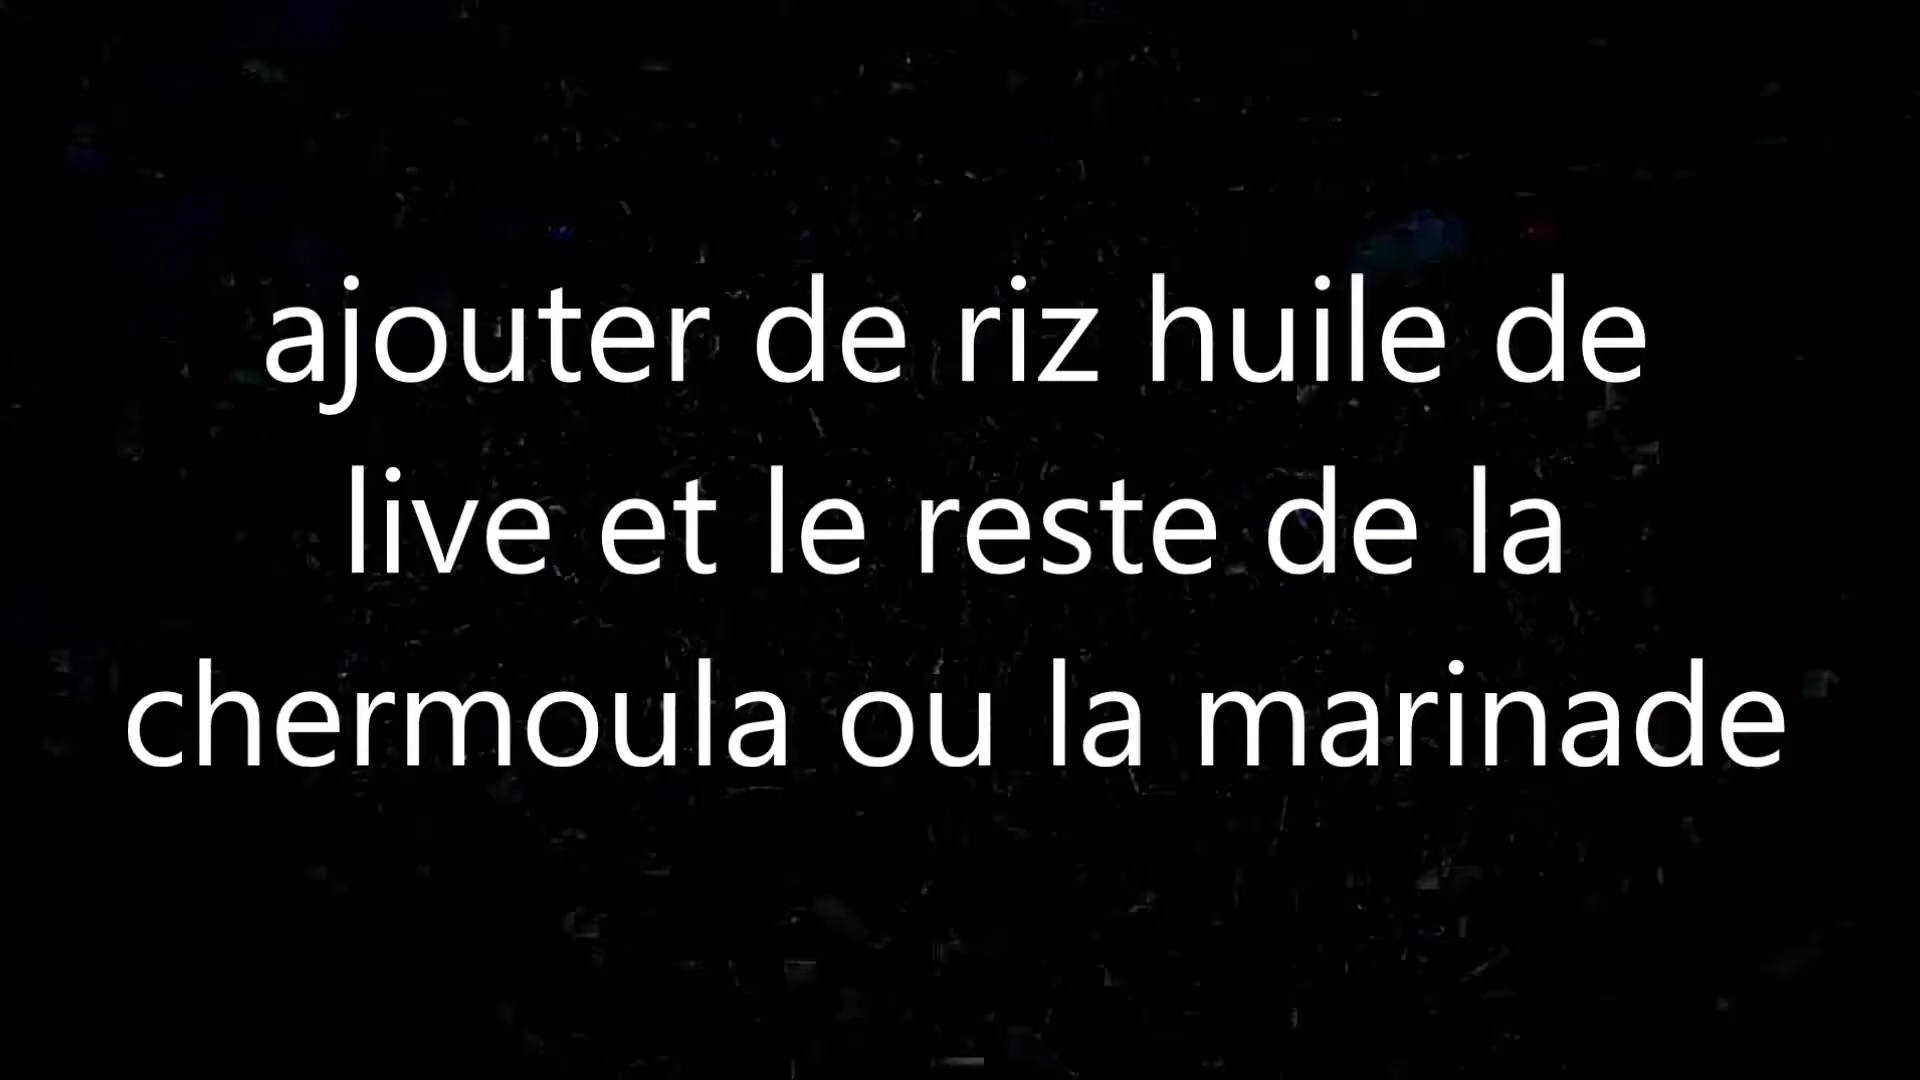 ajouter de riz huile de
live et le reste de la
chermoula ou la marinade